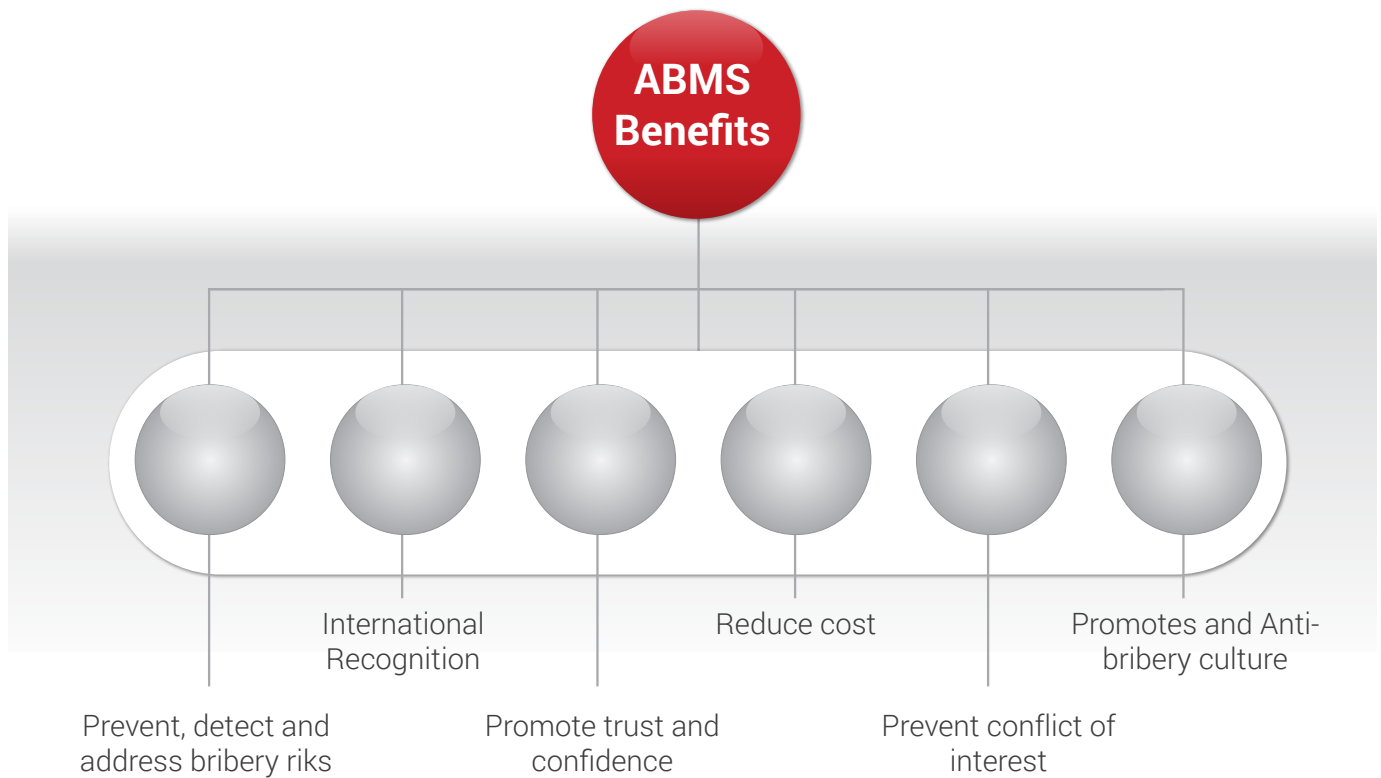 ABMS
Benefits
Prevent, detect and
address bribery riks
International
Recognition
Promote trust and
confidence
Reduce cost
Prevent conflict of
interest
Promotes and Anti-
bribery culture